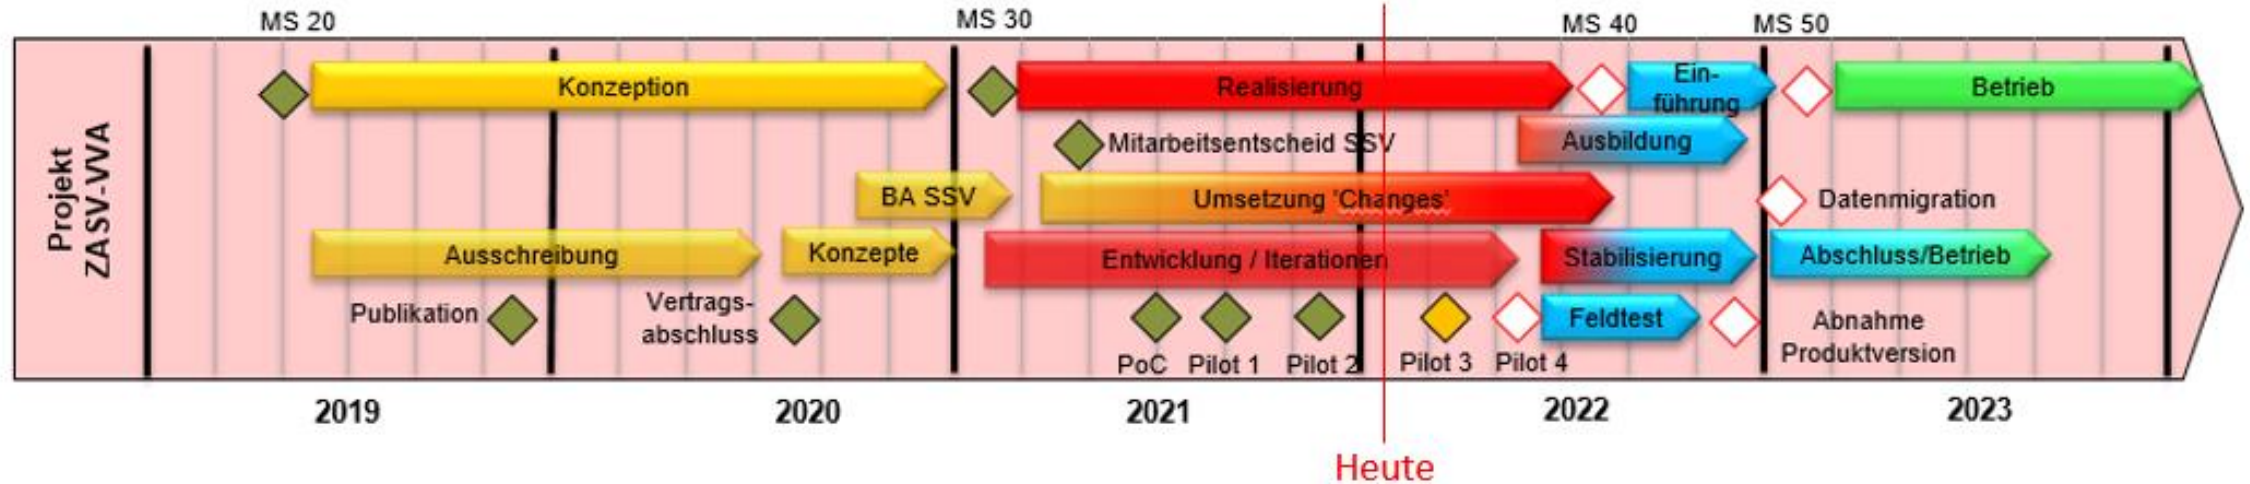 MS 20
MS 30
MS 40
MS 50
Projekt
ZASV-VVA
Konzeption
Realisierung
Ein-
führung
Betrieb
Mitarbeitsentscheid SSV
Ausbildung
BA SSV
Umsetzung 'Changes'
Datenmigration
Ausschreibung
Konzepte
Entwicklung / Iterationen
Stabilisierung
Abschluss/Betrieb
Publikation
Vertrags-
abschluss
Feldtest
Abnahme
Produktversion
PoC
Pilot 1
Pilot 2
Pilot 3
Pilot 4
2019
2020
2021
2022
2023
Heute